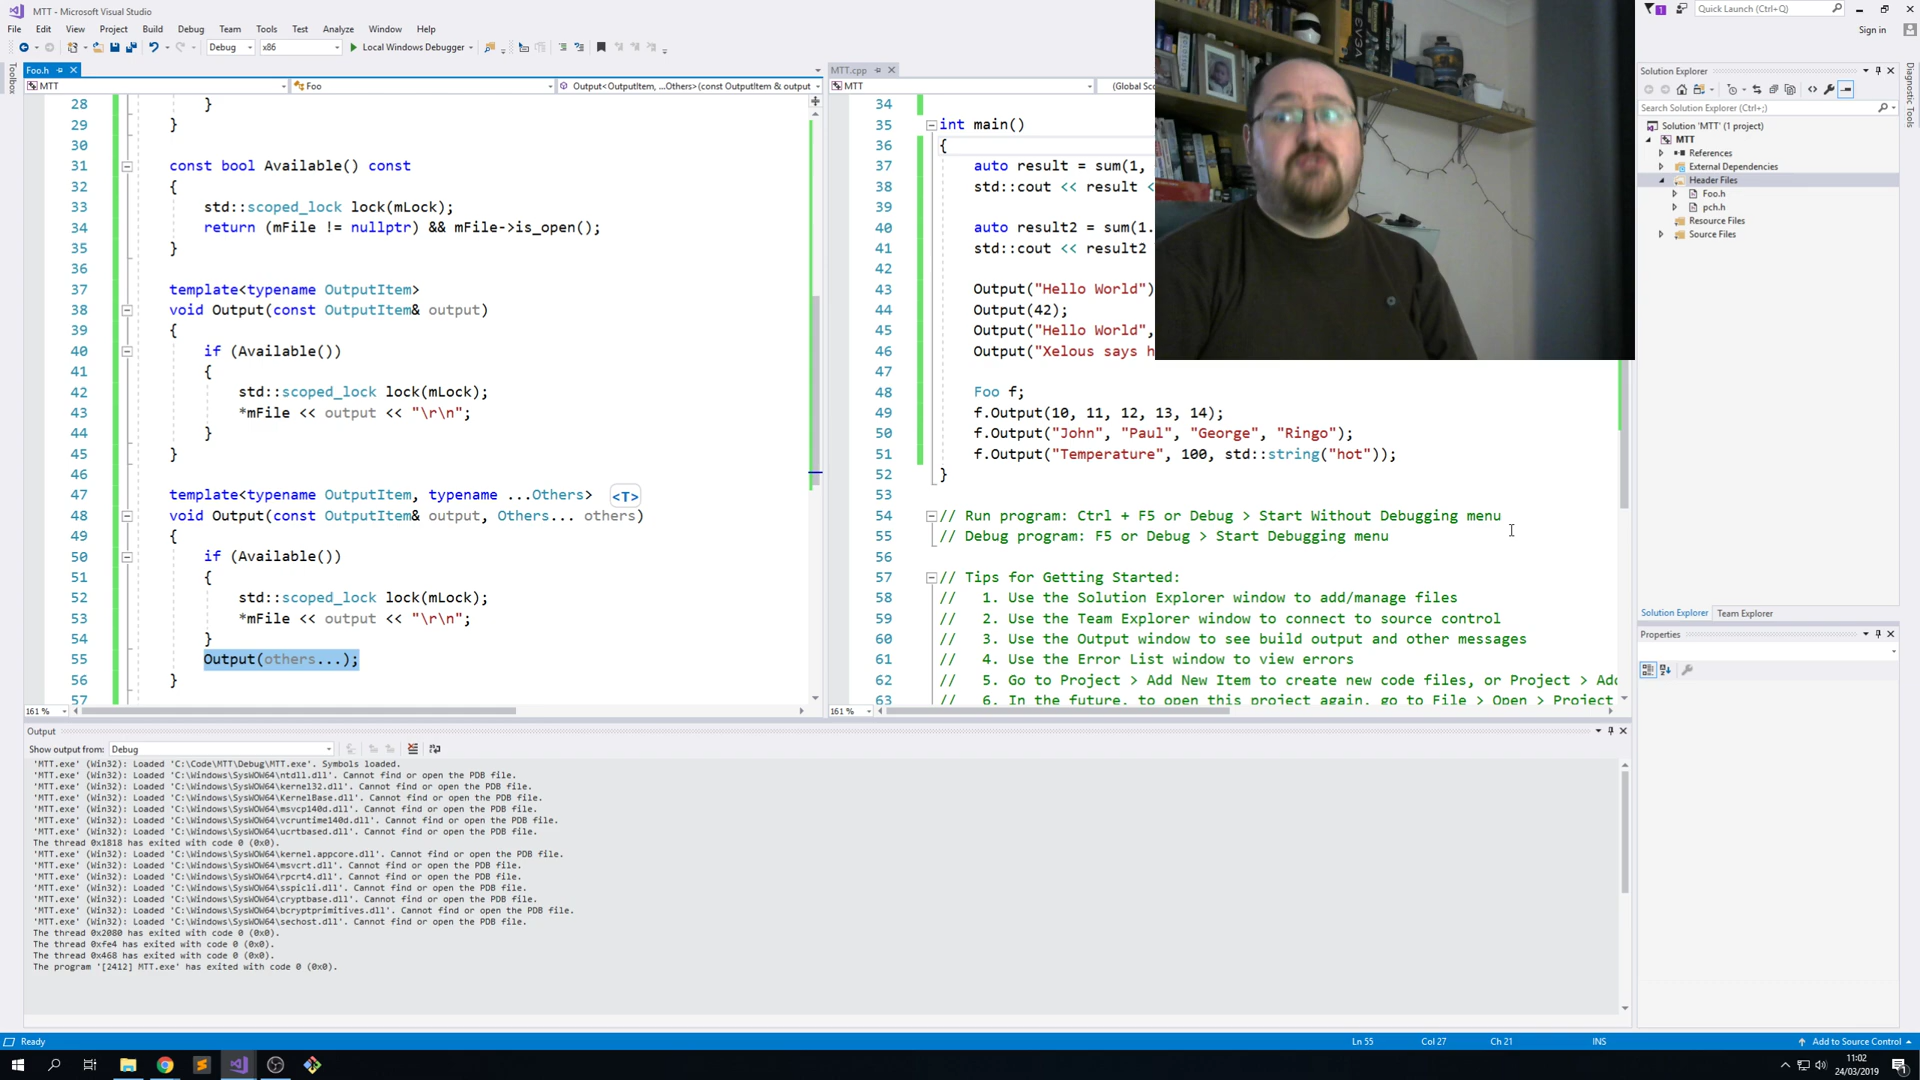 MTT - Microsoft Visual Studio
Quick Launch (Ctrl+Q)
File Edit View Project Build Debug Team Tools Test Analyze Window Help
Sign in
Debug x86 Local Windows Debugger
Toolbox
Foo.h
MTT Foo Output<OutputItem, ...Others>(const OutputItem & output
28 }
29 }
30
31 const bool Available() const
32 {
33 std::scoped_lock lock(mLock);
34 return (mFile != nullptr) && mFile->is_open();
35 }
36
37 template<typename OutputItem>
38 void Output(const OutputItem& output)
39 {
40 if (Available())
41 {
42 std::scoped_lock lock(mLock);
43 *mFile << output << "\r\n";
44 }
45 }
46
47 template<typename OutputItem, typename ...Others> <T>
48 void Output(const OutputItem& output, Others... others)
49 {
50 if (Available())
51 {
52 std::scoped_lock lock(mLock);
53 *mFile << output << "\r\n";
54 }
55 Output(others...);
56 }
57
161 %
MTT.cpp
MTT (Global Sc
34
35 int main()
36 {
37 auto result = sum(1,
38 std::cout << result <
39
40 auto result2 = sum(1.
41 std::cout << result2
42
43 Output("Hello World")
44 Output(42);
45 Output("Hello World",
46 Output("Xelous says h
47
48 Foo f;
49 f.Output(10, 11, 12, 13, 14);
50 f.Output("John", "Paul", "George", "Ringo");
51 f.Output("Temperature", 100, std::string("hot"));
52 }
53
54 // Run program: Ctrl + F5 or Debug > Start Without Debugging menu
55 // Debug program: F5 or Debug > Start Debugging menu
56
57 // Tips for Getting Started:
58 // 1. Use the Solution Explorer window to add/manage files
59 // 2. Use the Team Explorer window to connect to source control
60 // 3. Use the Output window to see build output and other messages
61 // 4. Use the Error List window to view errors
62 // 5. Go to Project > Add New Item to create new code files, or Project > Add
63 // 6. In the future, to open this project again, go to File > Open > Project
161 %
Solution Explorer
Search Solution Explorer (Ctrl+;)
Solution 'MTT' (1 project)
MTT
References
External Dependencies
Header Files
Foo.h
pch.h
Resource Files
Source Files
Solution Explorer Team Explorer
Properties
Diagnostic Tools
Output
Show output from: Debug
'MTT.exe' (Win32): Loaded 'C:\Code\MTT\Debug\MTT.exe'. Symbols loaded.
'MTT.exe' (Win32): Loaded 'C:\Windows\SysWOW64\ntdll.dll'. Cannot find or open the PDB file.
'MTT.exe' (Win32): Loaded 'C:\Windows\SysWOW64\kernel32.dll'. Cannot find or open the PDB file.
'MTT.exe' (Win32): Loaded 'C:\Windows\SysWOW64\KernelBase.dll'. Cannot find or open the PDB file.
'MTT.exe' (Win32): Loaded 'C:\Windows\SysWOW64\msvcp140d.dll'. Cannot find or open the PDB file.
'MTT.exe' (Win32): Loaded 'C:\Windows\SysWOW64\vcruntime140d.dll'. Cannot find or open the PDB file.
'MTT.exe' (Win32): Loaded 'C:\Windows\SysWOW64\ucrtbased.dll'. Cannot find or open the PDB file.
The thread 0x1818 has exited with code 0 (0x0).
'MTT.exe' (Win32): Loaded 'C:\Windows\SysWOW64\kernel.appcore.dll'. Cannot find or open the PDB file.
'MTT.exe' (Win32): Loaded 'C:\Windows\SysWOW64\msvcrt.dll'. Cannot find or open the PDB file.
'MTT.exe' (Win32): Loaded 'C:\Windows\SysWOW64\rpcrt4.dll'. Cannot find or open the PDB file.
'MTT.exe' (Win32): Loaded 'C:\Windows\SysWOW64\sspicli.dll'. Cannot find or open the PDB file.
'MTT.exe' (Win32): Loaded 'C:\Windows\SysWOW64\cryptbase.dll'. Cannot find or open the PDB file.
'MTT.exe' (Win32): Loaded 'C:\Windows\SysWOW64\bcryptprimitives.dll'. Cannot find or open the PDB file.
'MTT.exe' (Win32): Loaded 'C:\Windows\SysWOW64\sechost.dll'. Cannot find or open the PDB file.
The thread 0x2080 has exited with code 0 (0x0).
The thread 0xfe4 has exited with code 0 (0x0).
The thread 0x468 has exited with code 0 (0x0).
The program '[2412] MTT.exe' has exited with code 0 (0x0).
Ready Ln 55 Col 27 Ch 21 INS Add to Source Control
11:02
24/03/2019